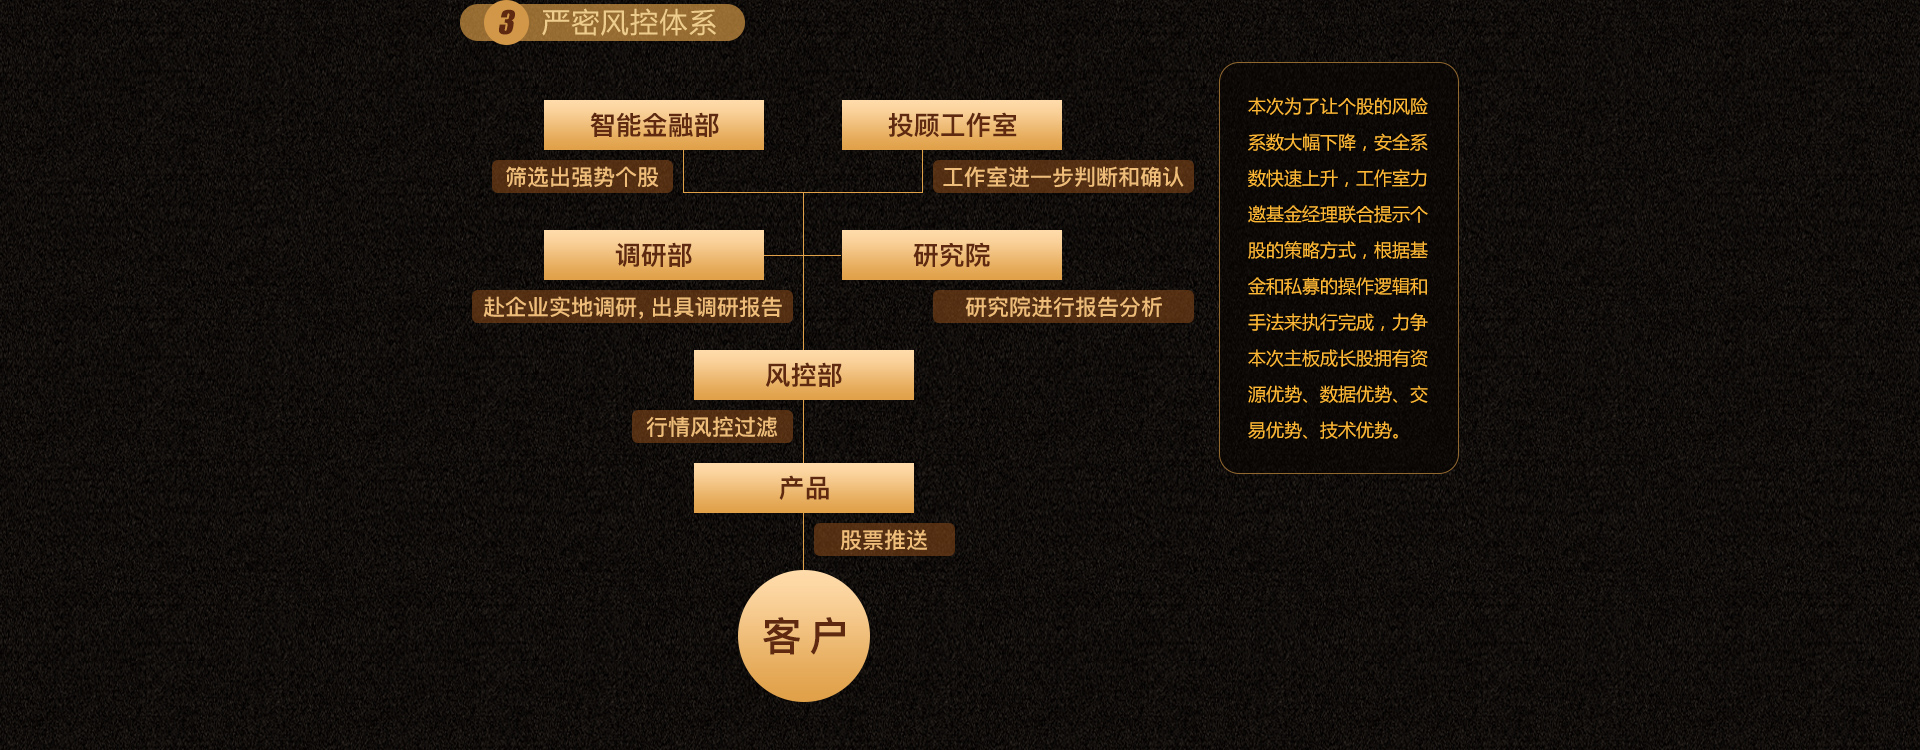 3 严密风控体系
智能金融部 投顾工作室
筛选出强势个股 工作室进一步判断和确认
调研部 研究院
赴企业实地调研，出具调研报告 研究院进行报告分析
风控部
行情风控过滤
产品
股票推送
客户
本次为了让个股的风险
系数大幅下降，安全系
数快速上升，工作室力
邀基金经理联合提示个
股的策略方式，根据基
金和私募的操作逻辑和
手法来执行完成，力争
本次主板成长股拥有资
源优势、数据优势、交
易优势、技术优势。